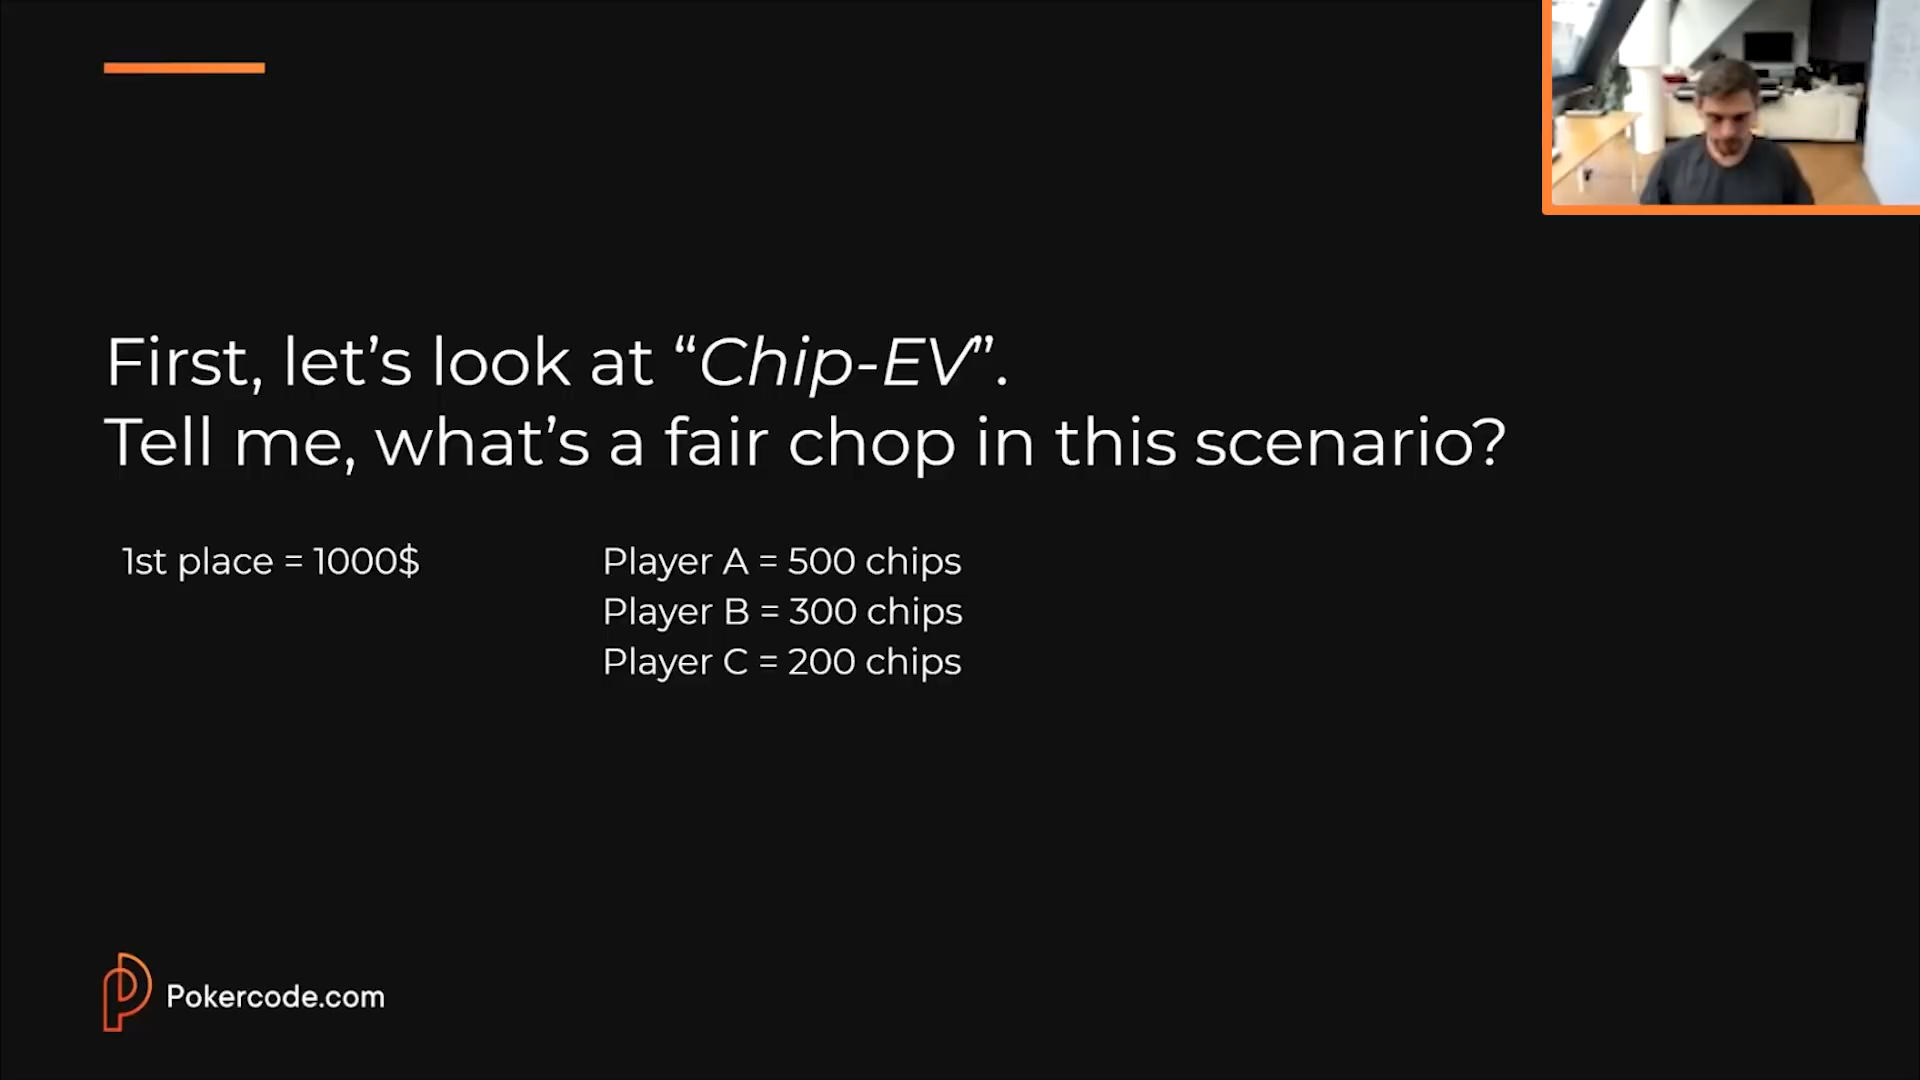 First, let’s look at “Chip-EV”.
Tell me, what’s a fair chop in this scenario?
1st place = 1000$
Player A = 500 chips
Player B = 300 chips
Player C = 200 chips
Pokercode.com